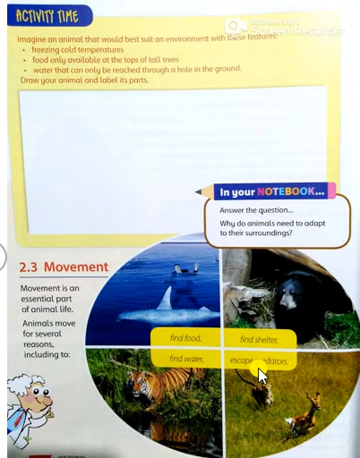 ACTIVITY TIME
Imagine an animal that would best suit an environment with these features:
• freezing cold temperatures
• food only available at the tops of tall trees
• water that can only be reached through a hole in the ground.
Draw your animal and label its parts.
Screen Recorder
In your NOTEBOOK...
Answer the question...
Why do animals need to adapt
to their surroundings?
2.3 Movement
Movement is an
essential part
of animal life.
Animals move
for several
reasons,
including to:
find food,
find shelter,
find water,
escape predators.